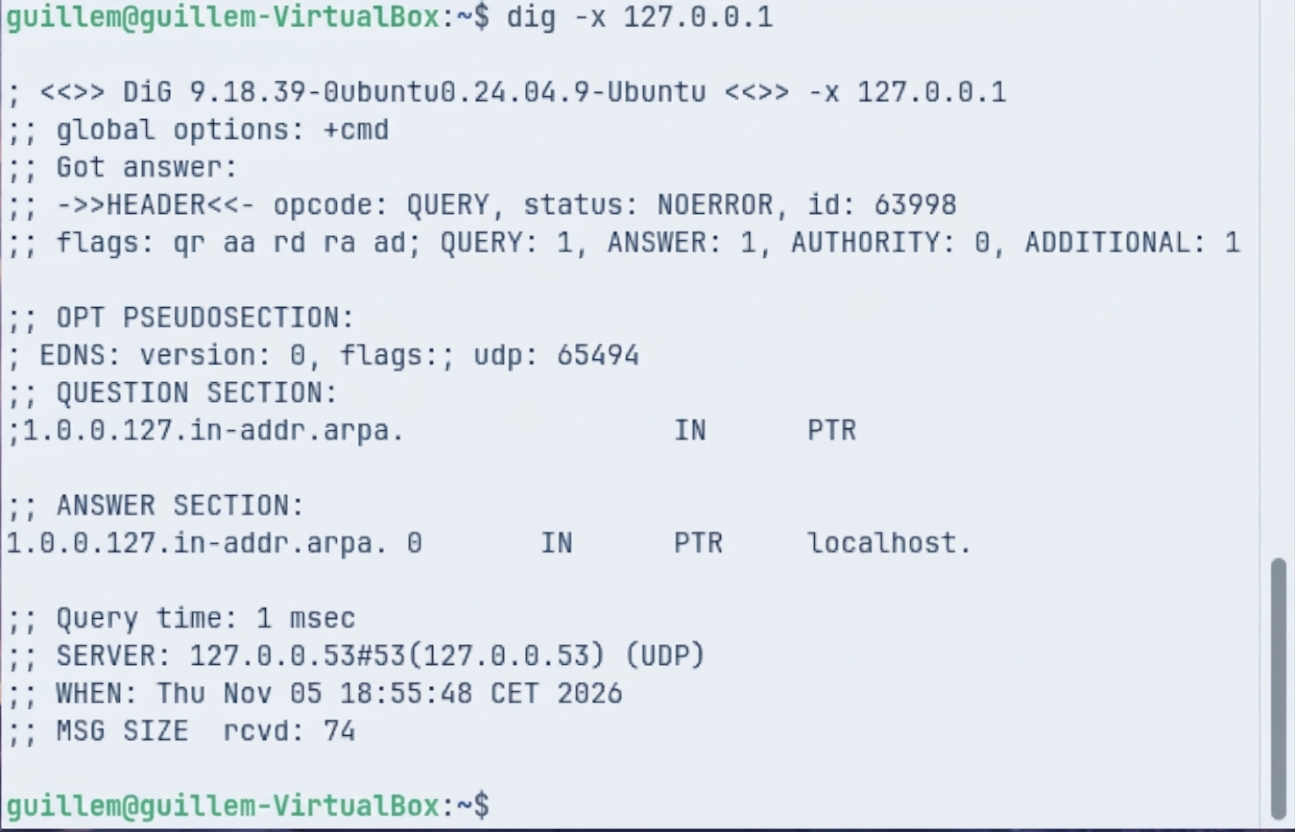 guillem@guillem-VirtualBox:~$ dig -x 127.0.0.1

; <<>> DiG 9.18.39-0ubuntu0.24.04.9-Ubuntu <<>> -x 127.0.0.1
;; global options: +cmd
;; Got answer:
;; ->>HEADER<<- opcode: QUERY, status: NOERROR, id: 63998
;; flags: qr aa rd ra ad; QUERY: 1, ANSWER: 1, AUTHORITY: 0, ADDITIONAL: 1

;; OPT PSEUDOSECTION:
; EDNS: version: 0, flags:; udp: 65494
;; QUESTION SECTION:
;1.0.0.127.in-addr.arpa.		IN	PTR

;; ANSWER SECTION:
1.0.0.127.in-addr.arpa. 0	IN	PTR	localhost.

;; Query time: 1 msec
;; SERVER: 127.0.0.53#53(127.0.0.53) (UDP)
;; WHEN: Thu Nov 05 18:55:48 CET 2026
;; MSG SIZE  rcvd: 74

guillem@guillem-VirtualBox:~$